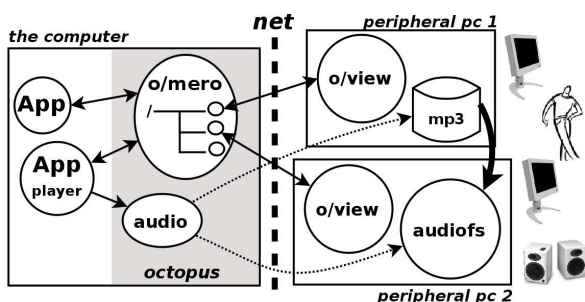 the computer
net
peripheral pc 1
o/mero
/
App
o/view
mp3
App
player
audio
o/view
audiofs
octopus
peripheral pc 2